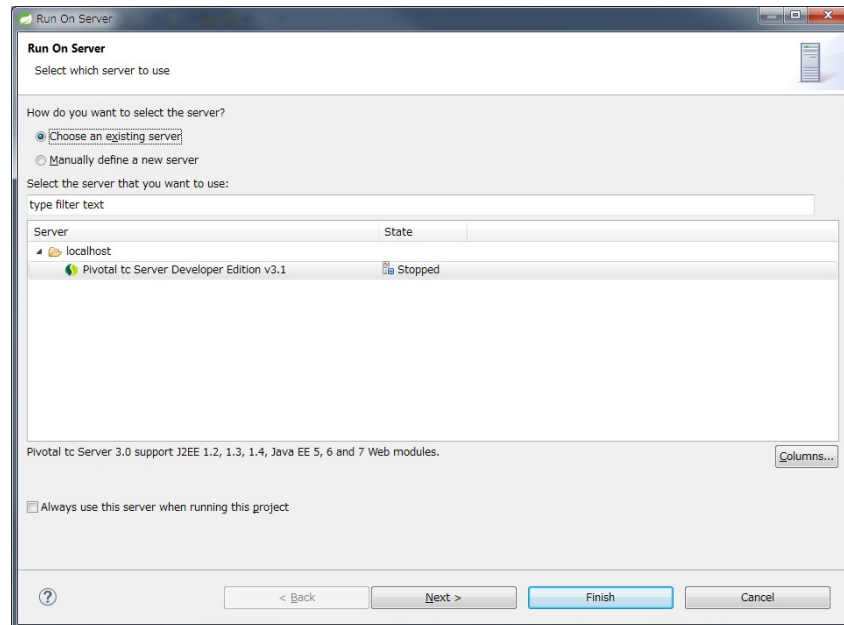 Run On Server
Run On Server
Select which server to use
How do you want to select the server?
Choose an existing server
Manually define a new server
Select the server that you want to use:
type filter text
Server State
localhost
Pivotal tc Server Developer Edition v3.1 Stopped
Pivotal tc Server 3.0 support J2EE 1.2, 1.3, 1.4, Java EE 5, 6 and 7 Web modules.
Columns...
Always use this server when running this project
? < Back Next > Finish Cancel